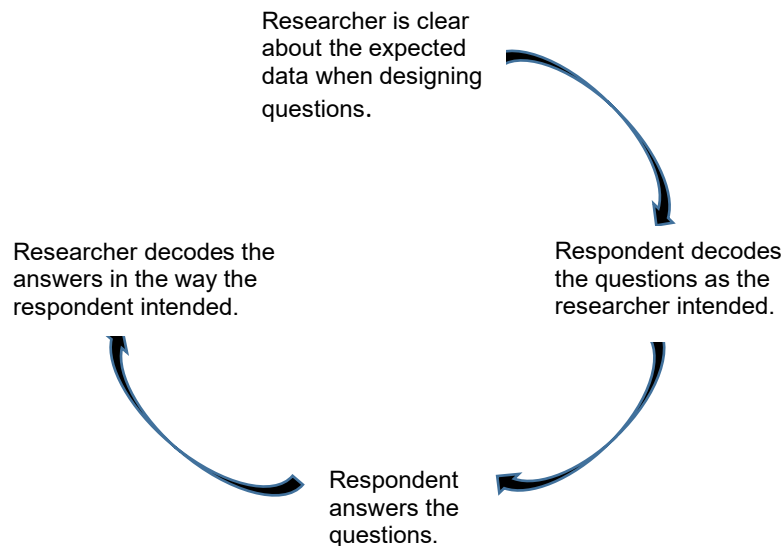 Researcher is clear
about the expected
data when designing
questions.
Respondent decodes
the questions as the
researcher intended.
Respondent
answers the
questions.
Researcher decodes the
answers in the way the
respondent intended.